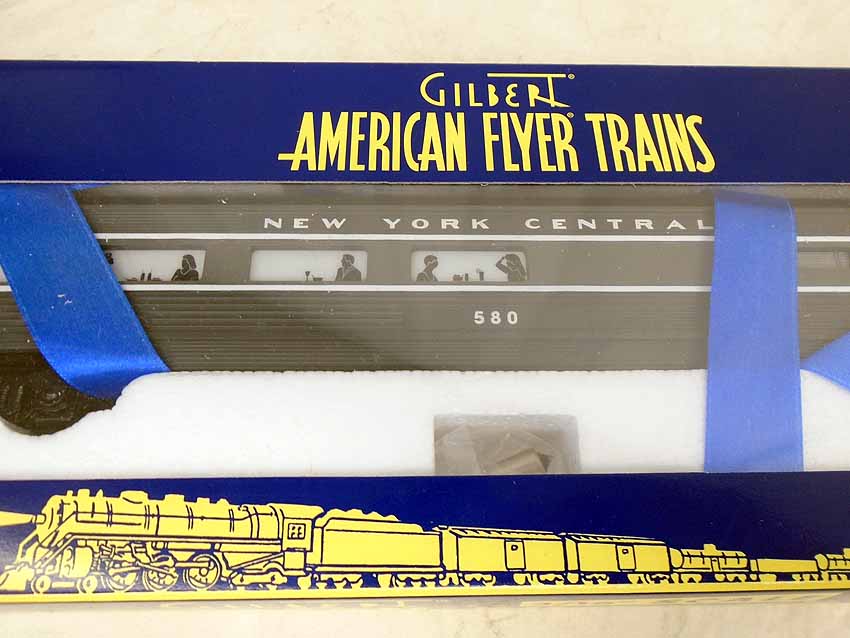 GILBERT®
AMERICAN FLYER® TRAINS
NEW YORK CENTRAL
580